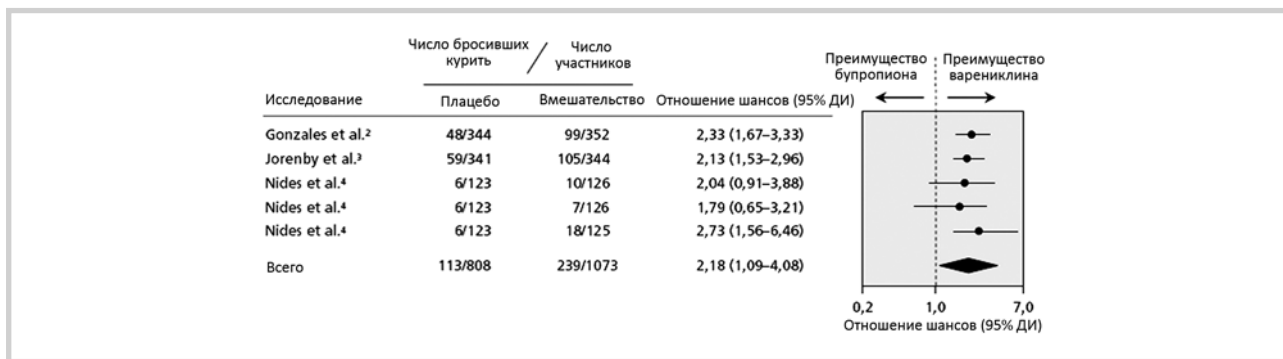 Число бросивших курить / Число участников
Преимущество бупропиона
Преимущество варениклина
Исследование Плацебо Вмешательство Отношение шансов (95% ДИ)
Gonzales et al.² 48/344 99/352 2,33 (1,67–3,33)
Jorenby et al.³ 59/341 105/344 2,13 (1,53–2,96)
Nides et al.⁴ 6/123 10/126 2,04 (0,91–3,88)
Nides et al.⁴ 6/123 7/126 1,79 (0,65–3,21)
Nides et al.⁴ 6/123 18/125 2,73 (1,56–6,46)
Всего 113/808 239/1073 2,18 (1,09–4,08)
0,2 1,0 7,0
Отношение шансов (95% ДИ)